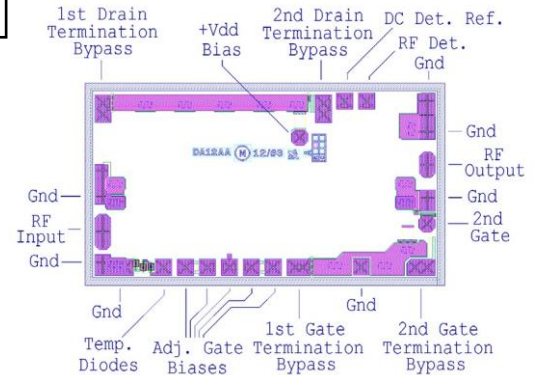 1st Drain
Termination
Bypass
+Vdd
Bias
2nd Drain
Termination
Bypass
DC Det. Ref.
RF Det.
Gnd
Gnd
RF
Output
Gnd
2nd
Gate
DA12AA M 12/93
Gnd
RF
Input
Gnd
Gnd
Temp.
Diodes
Adj. Gate
Biases
1st Gate
Termination
Bypass
Gnd
2nd Gate
Termination
Bypass